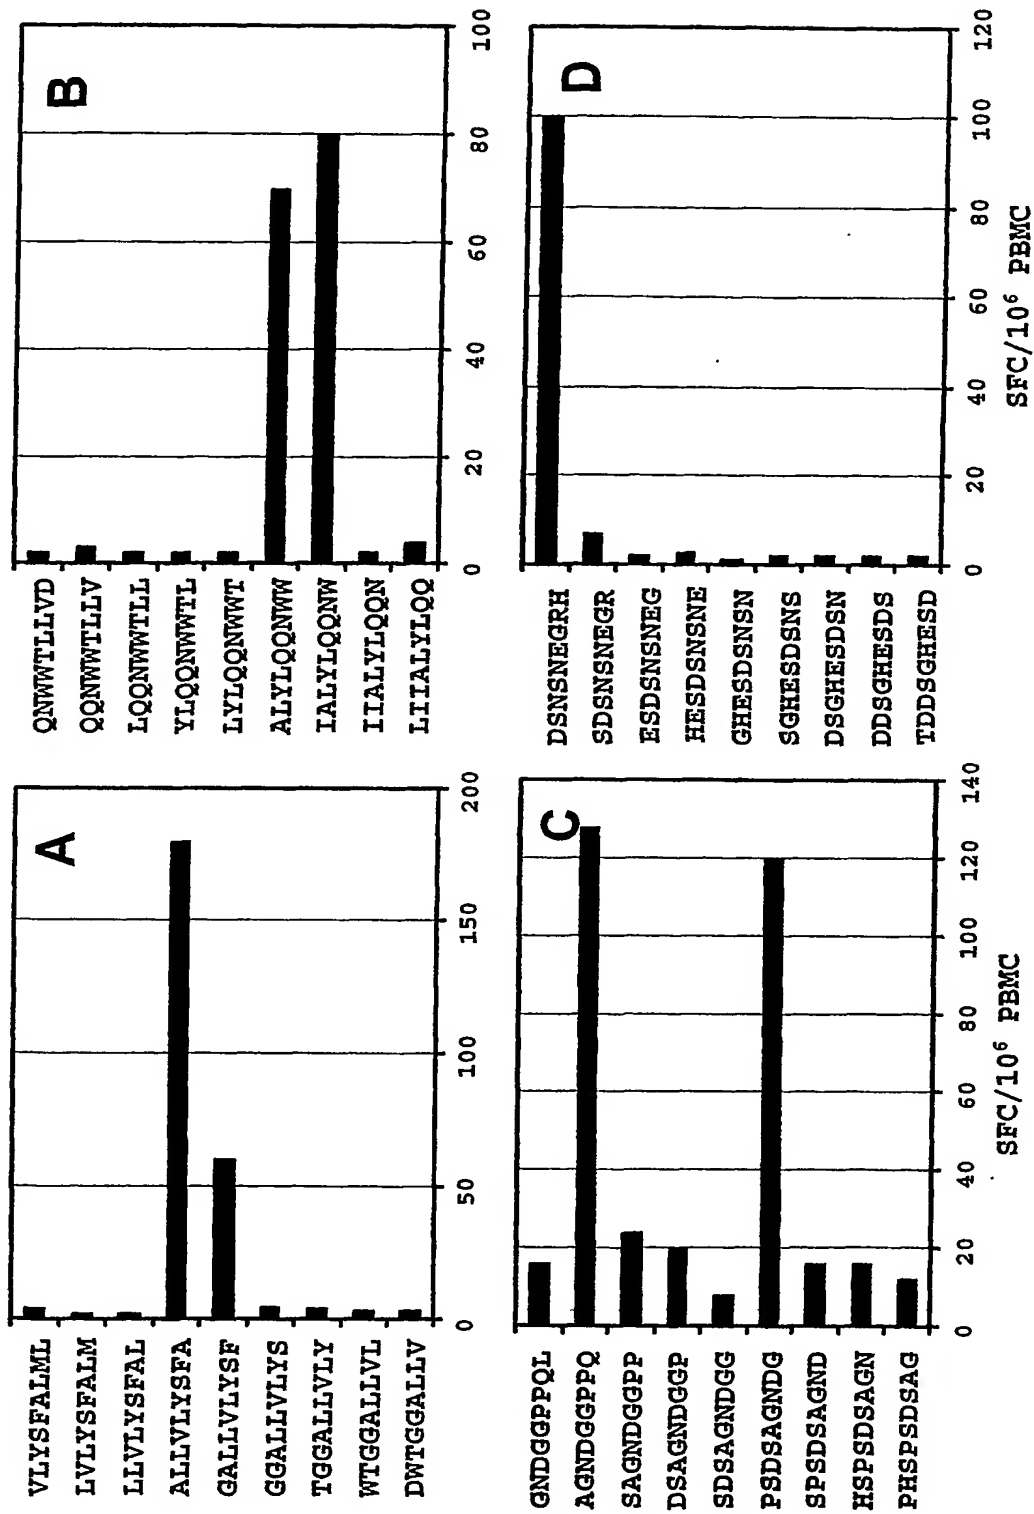 A
VLYSFALML
LVLYSFALM
LLVLYSFAL
ALLVLYSFA
GALLVLYSF
GGALLVLYS
TGGALLVLY
WTGGALLVL
DWTGGALLV
0 50 100 150 200
B
QNWWTLLVD
QQNWWTLLV
LQQNWWTLL
YLQQNWWTL
LYLQQNWWT
ALYLQQNWW
IALYLQQNW
IIALYLQQN
LIIALYLQQ
0 20 40 60 80 100
C
GNDGGPPQL
AGNDGGPPQ
SAGNDGGPP
DSAGNDGGP
SDSAGNDGG
PSDSAGNDG
SPSDSAGND
HSPSDSAGN
PHSPSDSAG
0 20 40 60 80 100 120 140
SFC/10⁶ PBMC
D
DSNSNEGRH
SDSNSNEGR
ESDSNSNEG
HESDSNSNE
GHESDSNSN
SGHESDSNS
DSGHESDSN
DDSGHESDS
TDDSGHESD
0 20 40 60 80 100 120
SFC/10⁶ PBMC